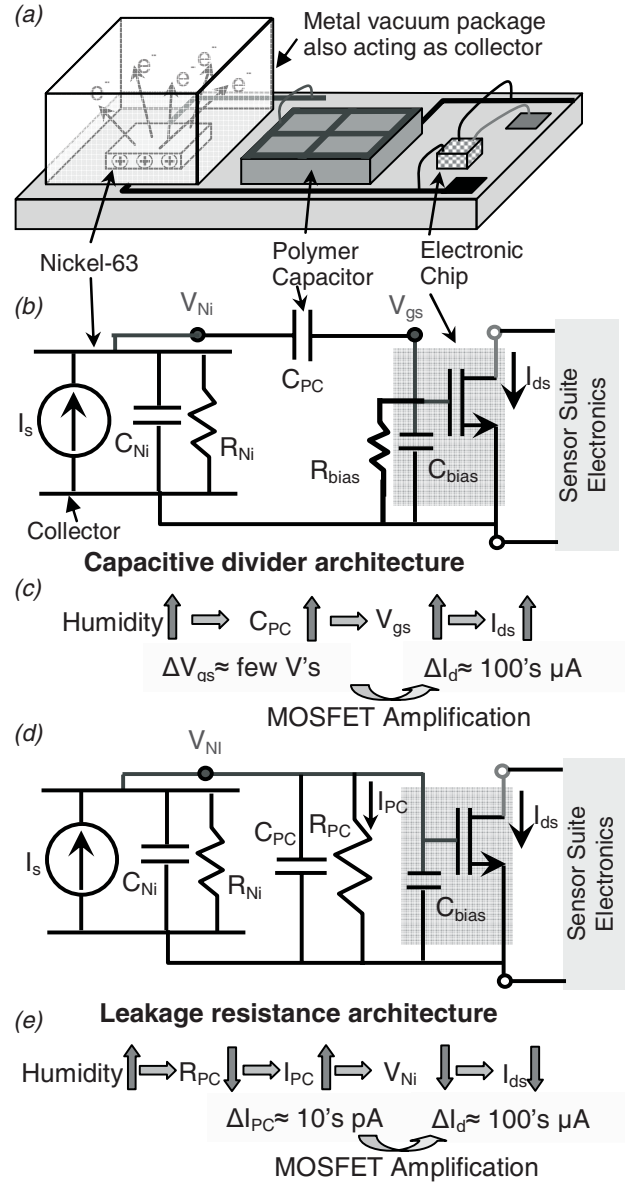 (a)
Metal vacuum package
also acting as collector
e-
e-
e-
e-
e-
+ + +
Nickel-63
Polymer
Capacitor
Electronic
Chip
(b)
VNi
Vgs
CPC
Is
CNi
RNi
Rbias
Cbias
Ids
Sensor Suite
Electronics
Collector
Capacitive divider architecture
(c)
Humidity CPC Vgs Ids
ΔVgs≈ few V's ΔId≈ 100's µA
MOSFET Amplification
(d)
VNI
Is
CNi
RNi
CPC
RPC
IPC
Cbias
Ids
Sensor Suite
Electronics
Leakage resistance architecture
(e)
Humidity RPC IPC VNi Ids
ΔIPC≈ 10's pA ΔId≈ 100's µA
MOSFET Amplification